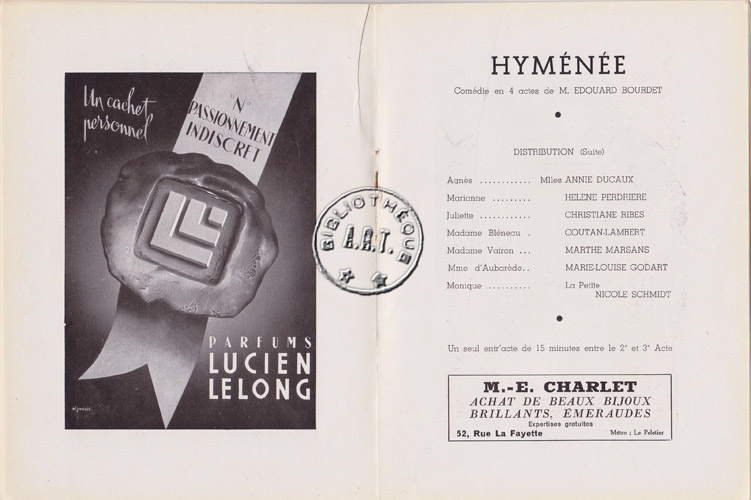 Un cachet
personnel
"N"
PASSIONNEMENT
INDISCRET
PARFUMS
LUCIEN
LELONG
BIBLIOTHÈQUE
A.R.T.
HYMÉNÉE
Comédie en 4 actes de M. EDOUARD BOURDET
DISTRIBUTION (Suite)
Agnès ............ Mlles ANNIE DUCAUX
Marianne ......... HELENE PERDRIERE
Juliette ............ CHRISTIANE RIBES
Madame Bléneau . COUTAN-LAMBERT
Madame Vairon ... MARTHE MARSANS
Mme d'Aubarède.. MARIE-LOUISE GODART
Monique .......... La Petite
NICOLE SCHMIDT
Un seul entr'acte de 15 minutes entre le 2e et 3e Acte
M.-E. CHARLET
ACHAT DE BEAUX BIJOUX
BRILLANTS, ÉMERAUDES
Expertises gratuites
52, Rue La Fayette Métro : Le Peletier